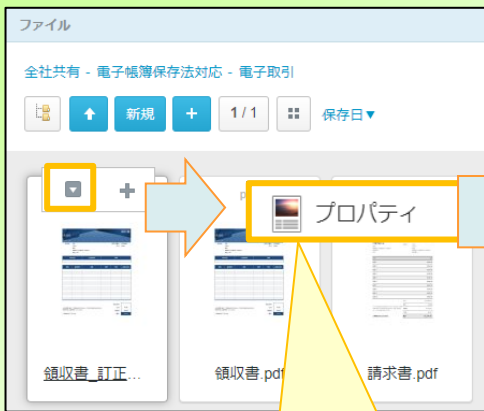 ファイル
全社共有 - 電子帳簿保存法対応 - 電子取引
新規
1 / 1
保存日▼
プロパティ
領収書_訂正...
領収書.pdf
請求書.pdf